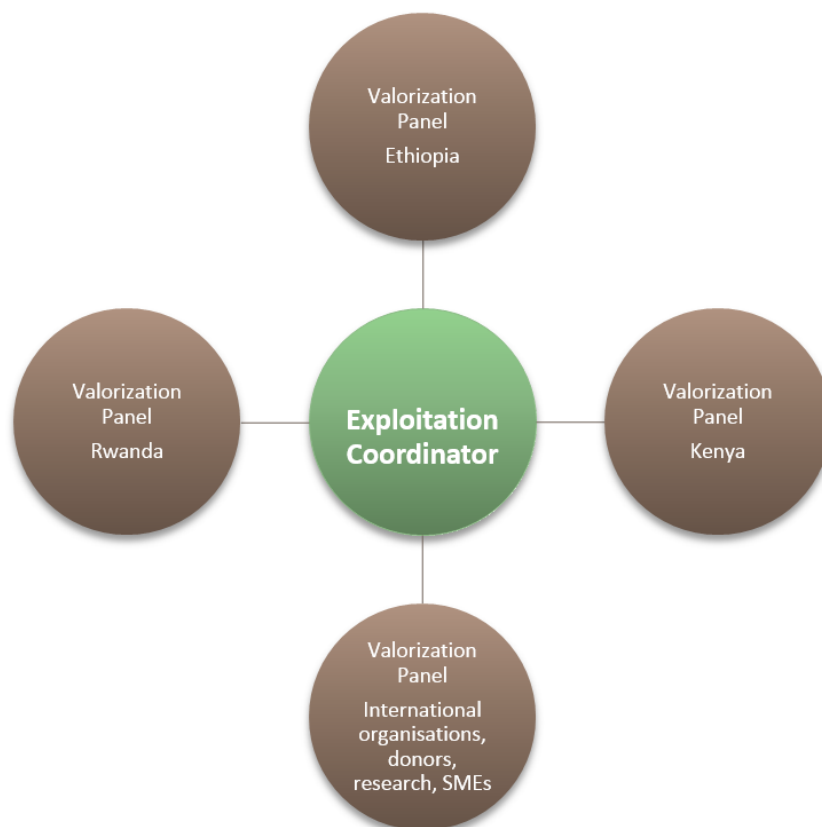 Valorization
Panel
Ethiopia
Valorization
Panel
Rwanda
Exploitation
Coordinator
Valorization
Panel
Kenya
Valorization
Panel
International
organisations,
donors,
research, SMEs